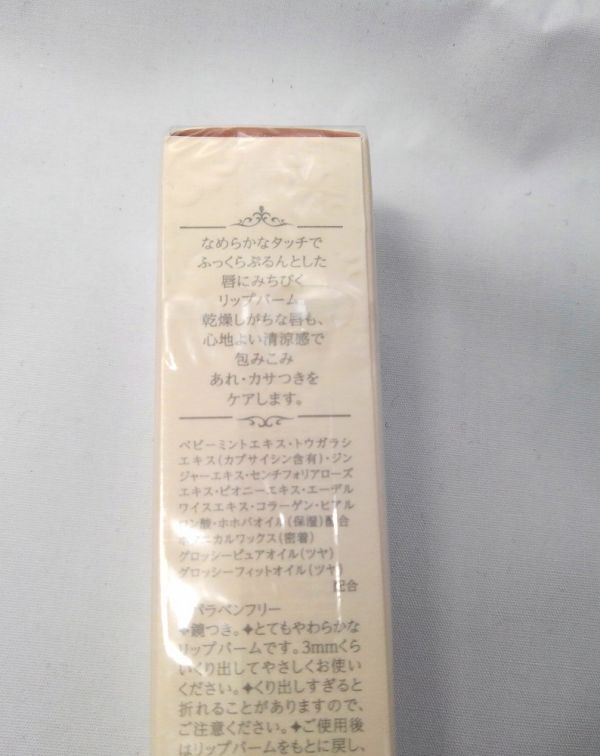 なめらかなタッチで
ふっくらぷるんとした
唇にみちびく
リップバーム。
乾燥しがちな唇も、
心地よい清涼感で
包みこみ
あれ・カサつきを
ケアします。
ベビーミントエキス・トウガラシ
エキス(カプサイシン含有)・ジン
ジャーエキス・センチフォリアローズ
エキス・ピオニーエキス・エーデル
ワイスエキス・コラーゲン・ヒアル
ロン酸・ホホバオイル(保湿)配合
ボタニカルワックス(密着)
グロッシーピュアオイル(ツヤ)
グロッシーフィットオイル(ツヤ)
配合
パラベンフリー
✦鏡つき。✦とてもやわらかな
リップバームです。3mmくら
いくり出してやさしくお使い
ください。✦くり出しすぎると
折れることがありますので、
ご注意ください。✦ご使用後
はリップバームをもとに戻し、